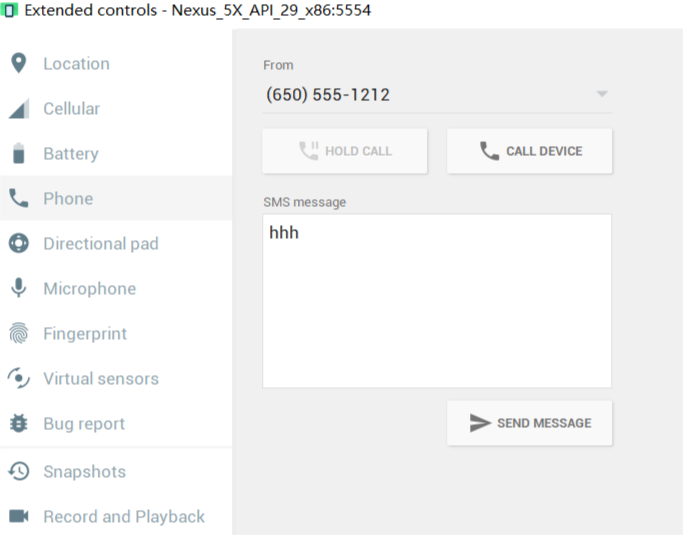 Extended controls - Nexus_5X_API_29_x86:5554
Location
Cellular
Battery
Phone
Directional pad
Microphone
Fingerprint
Virtual sensors
Bug report
Snapshots
Record and Playback
From
(650) 555-1212
HOLD CALL
CALL DEVICE
SMS message
hhh
SEND MESSAGE